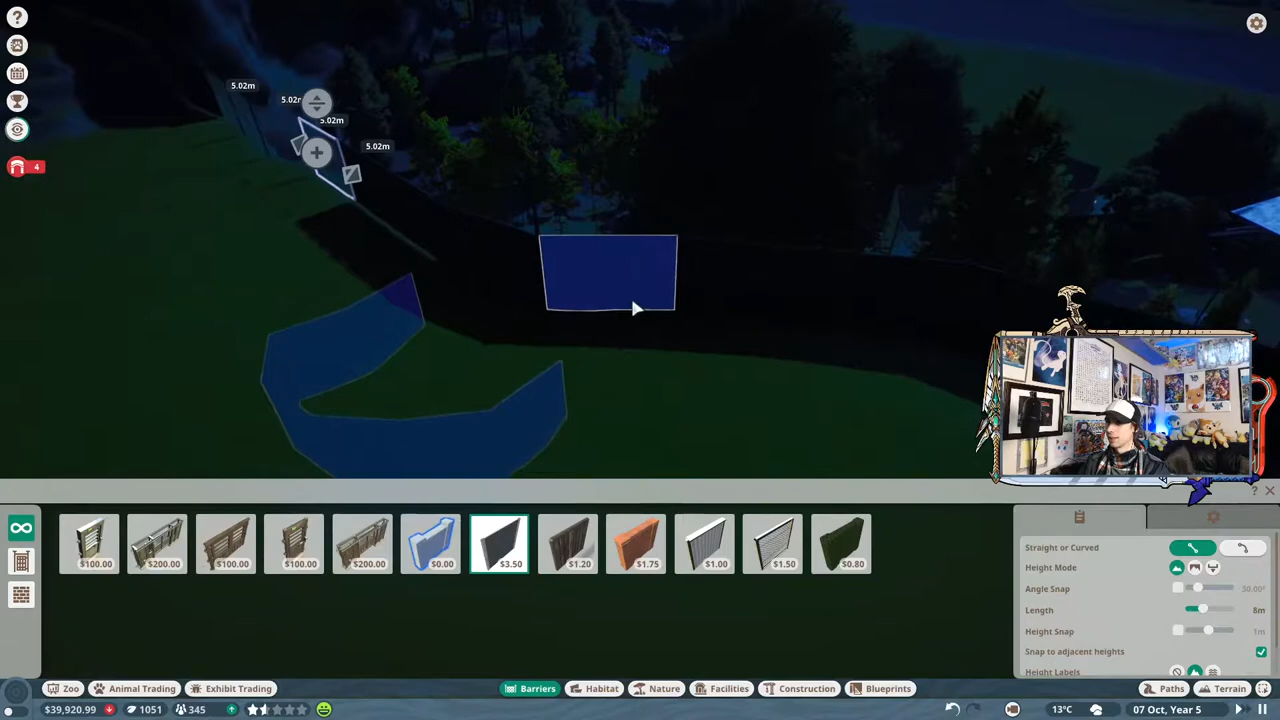 5.02m
5.02m
5.02m
5.02m
4
$100.00
$200.00
$100.00
$100.00
$200.00
$0.00
$3.50
$1.20
$1.75
$1.00
$1.50
$0.80
?
Straight or Curved
Height Mode
Angle Snap
30.00°
Length
8m
Height Snap
1m
Snap to adjacent heights
Height Labels
Zoo
Animal Trading
Exhibit Trading
Barriers
Habitat
Nature
Facilities
Construction
Blueprints
Paths
Terrain
$39,920.99
1051
345
13°C
07 Oct, Year 5